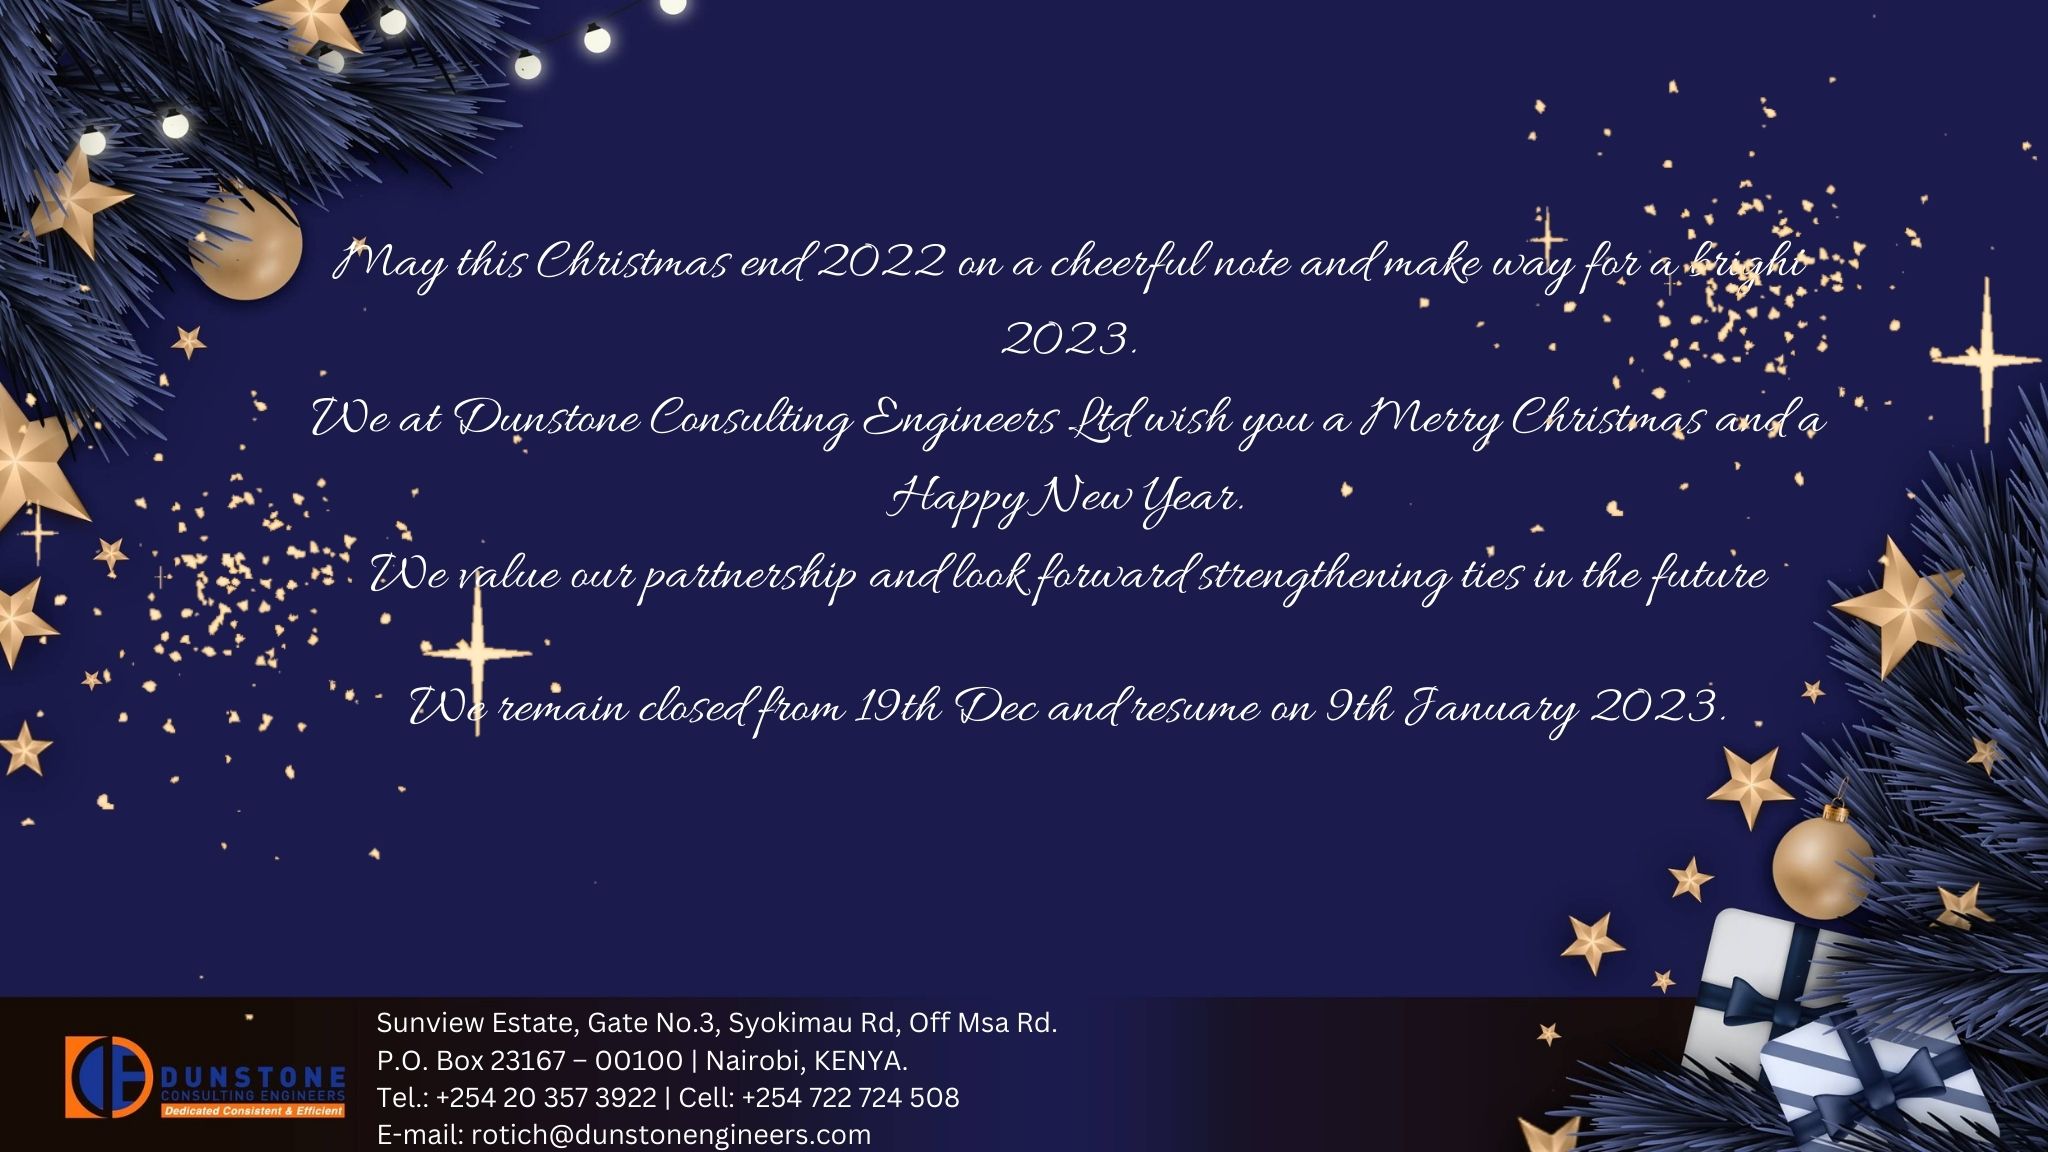 May this Christmas end 2022 on a cheerful note and make way for a bright
2023.
We at Dunstone Consulting Engineers Ltd wish you a Merry Christmas and a
Happy New Year.
We value our partnership and look forward strengthening ties in the future
We remain closed from 19th Dec and resume on 9th January 2023.
DUNSTONE
CONSULTING ENGINEERS
Dedicated Consistent & Efficient
Sunview Estate, Gate No.3, Syokimau Rd, Off Msa Rd.
P.O. Box 23167 – 00100 | Nairobi, KENYA.
Tel.: +254 20 357 3922 | Cell: +254 722 724 508
E-mail: rotich@dunstonengineers.com